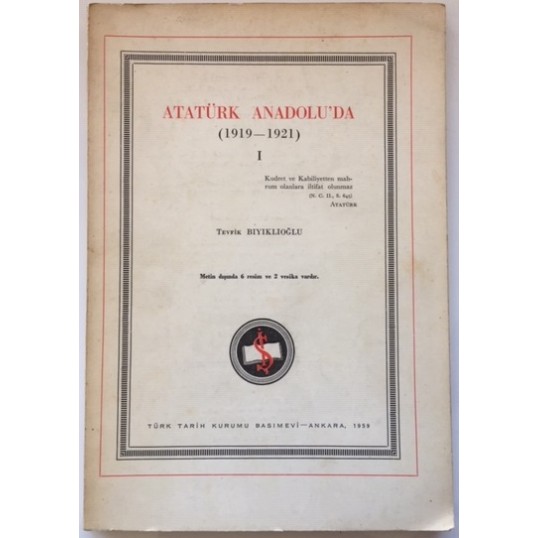 ATATÜRK ANADOLU'DA
(1919—1921)
I
Kudret ve Kabiliyetten mah-
rum olanlara iltifat olunmaz
ATATÜRK
TEVFİK BIYIKLIOĞLU
Metin dışında 6 resim ve 2 vesika vardır.
İŞ
TÜRK TARİH KURUMU BASIMEVİ—ANKARA, 1959